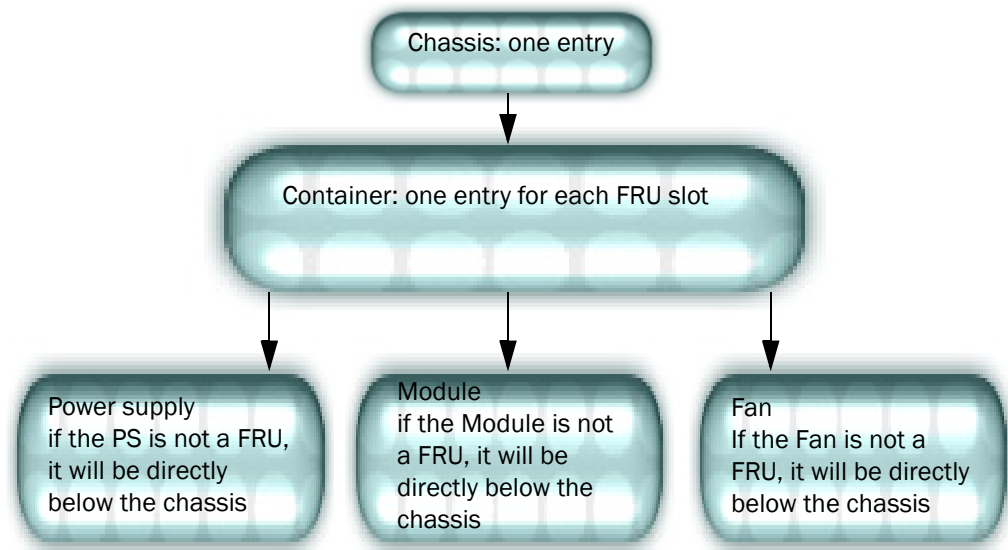 Chassis: one entry
Container: one entry for each FRU slot
Power supply
if the PS is not a FRU,
it will be directly
below the chassis
Module
if the Module is not
a FRU, it will be
directly below the
chassis
Fan
If the Fan is not a
FRU, it will be directly
below the chassis